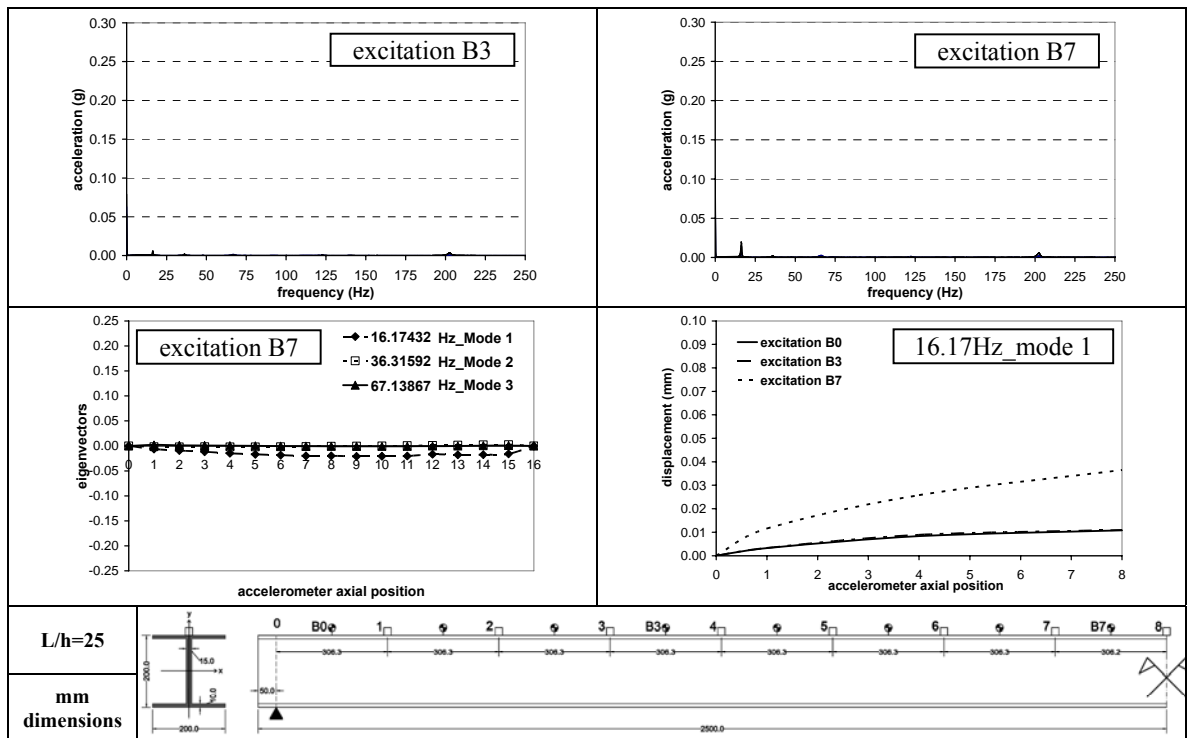 excitation B3
0.30
0.25
0.20
0.15
0.10
0.05
0.00
acceleration (g)
0 25 50 75 100 125 150 175 200 225 250
frequency (Hz)
excitation B7
0.30
0.25
0.20
0.15
0.10
0.05
0.00
acceleration (g)
0 25 50 75 100 125 150 175 200 225 250
frequency (Hz)
excitation B7
16.17432 Hz_Mode 1
36.31592 Hz_Mode 2
67.13867 Hz_Mode 3
0.25
0.20
0.15
0.10
0.05
0.00
-0.05
-0.10
-0.15
-0.20
-0.25
eigenvectors
0 1 2 3 4 5 6 7 8 9 10 11 12 13 14 15 16
accelerometer axial position
16.17Hz_mode 1
excitation B0
excitation B3
excitation B7
0.10
0.09
0.08
0.07
0.06
0.05
0.04
0.03
0.02
0.01
0.00
displacement (mm)
0 1 2 3 4 5 6 7 8
accelerometer axial position
L/h=25
mm
dimensions
y
x
200.0
15.0
10.0
200.0
0 B0 1 2 3 B3 4 5 6 7 B7 8
306.3 306.3 306.3 306.3 306.3 306.3 306.3 306.2
50.0
2500.0